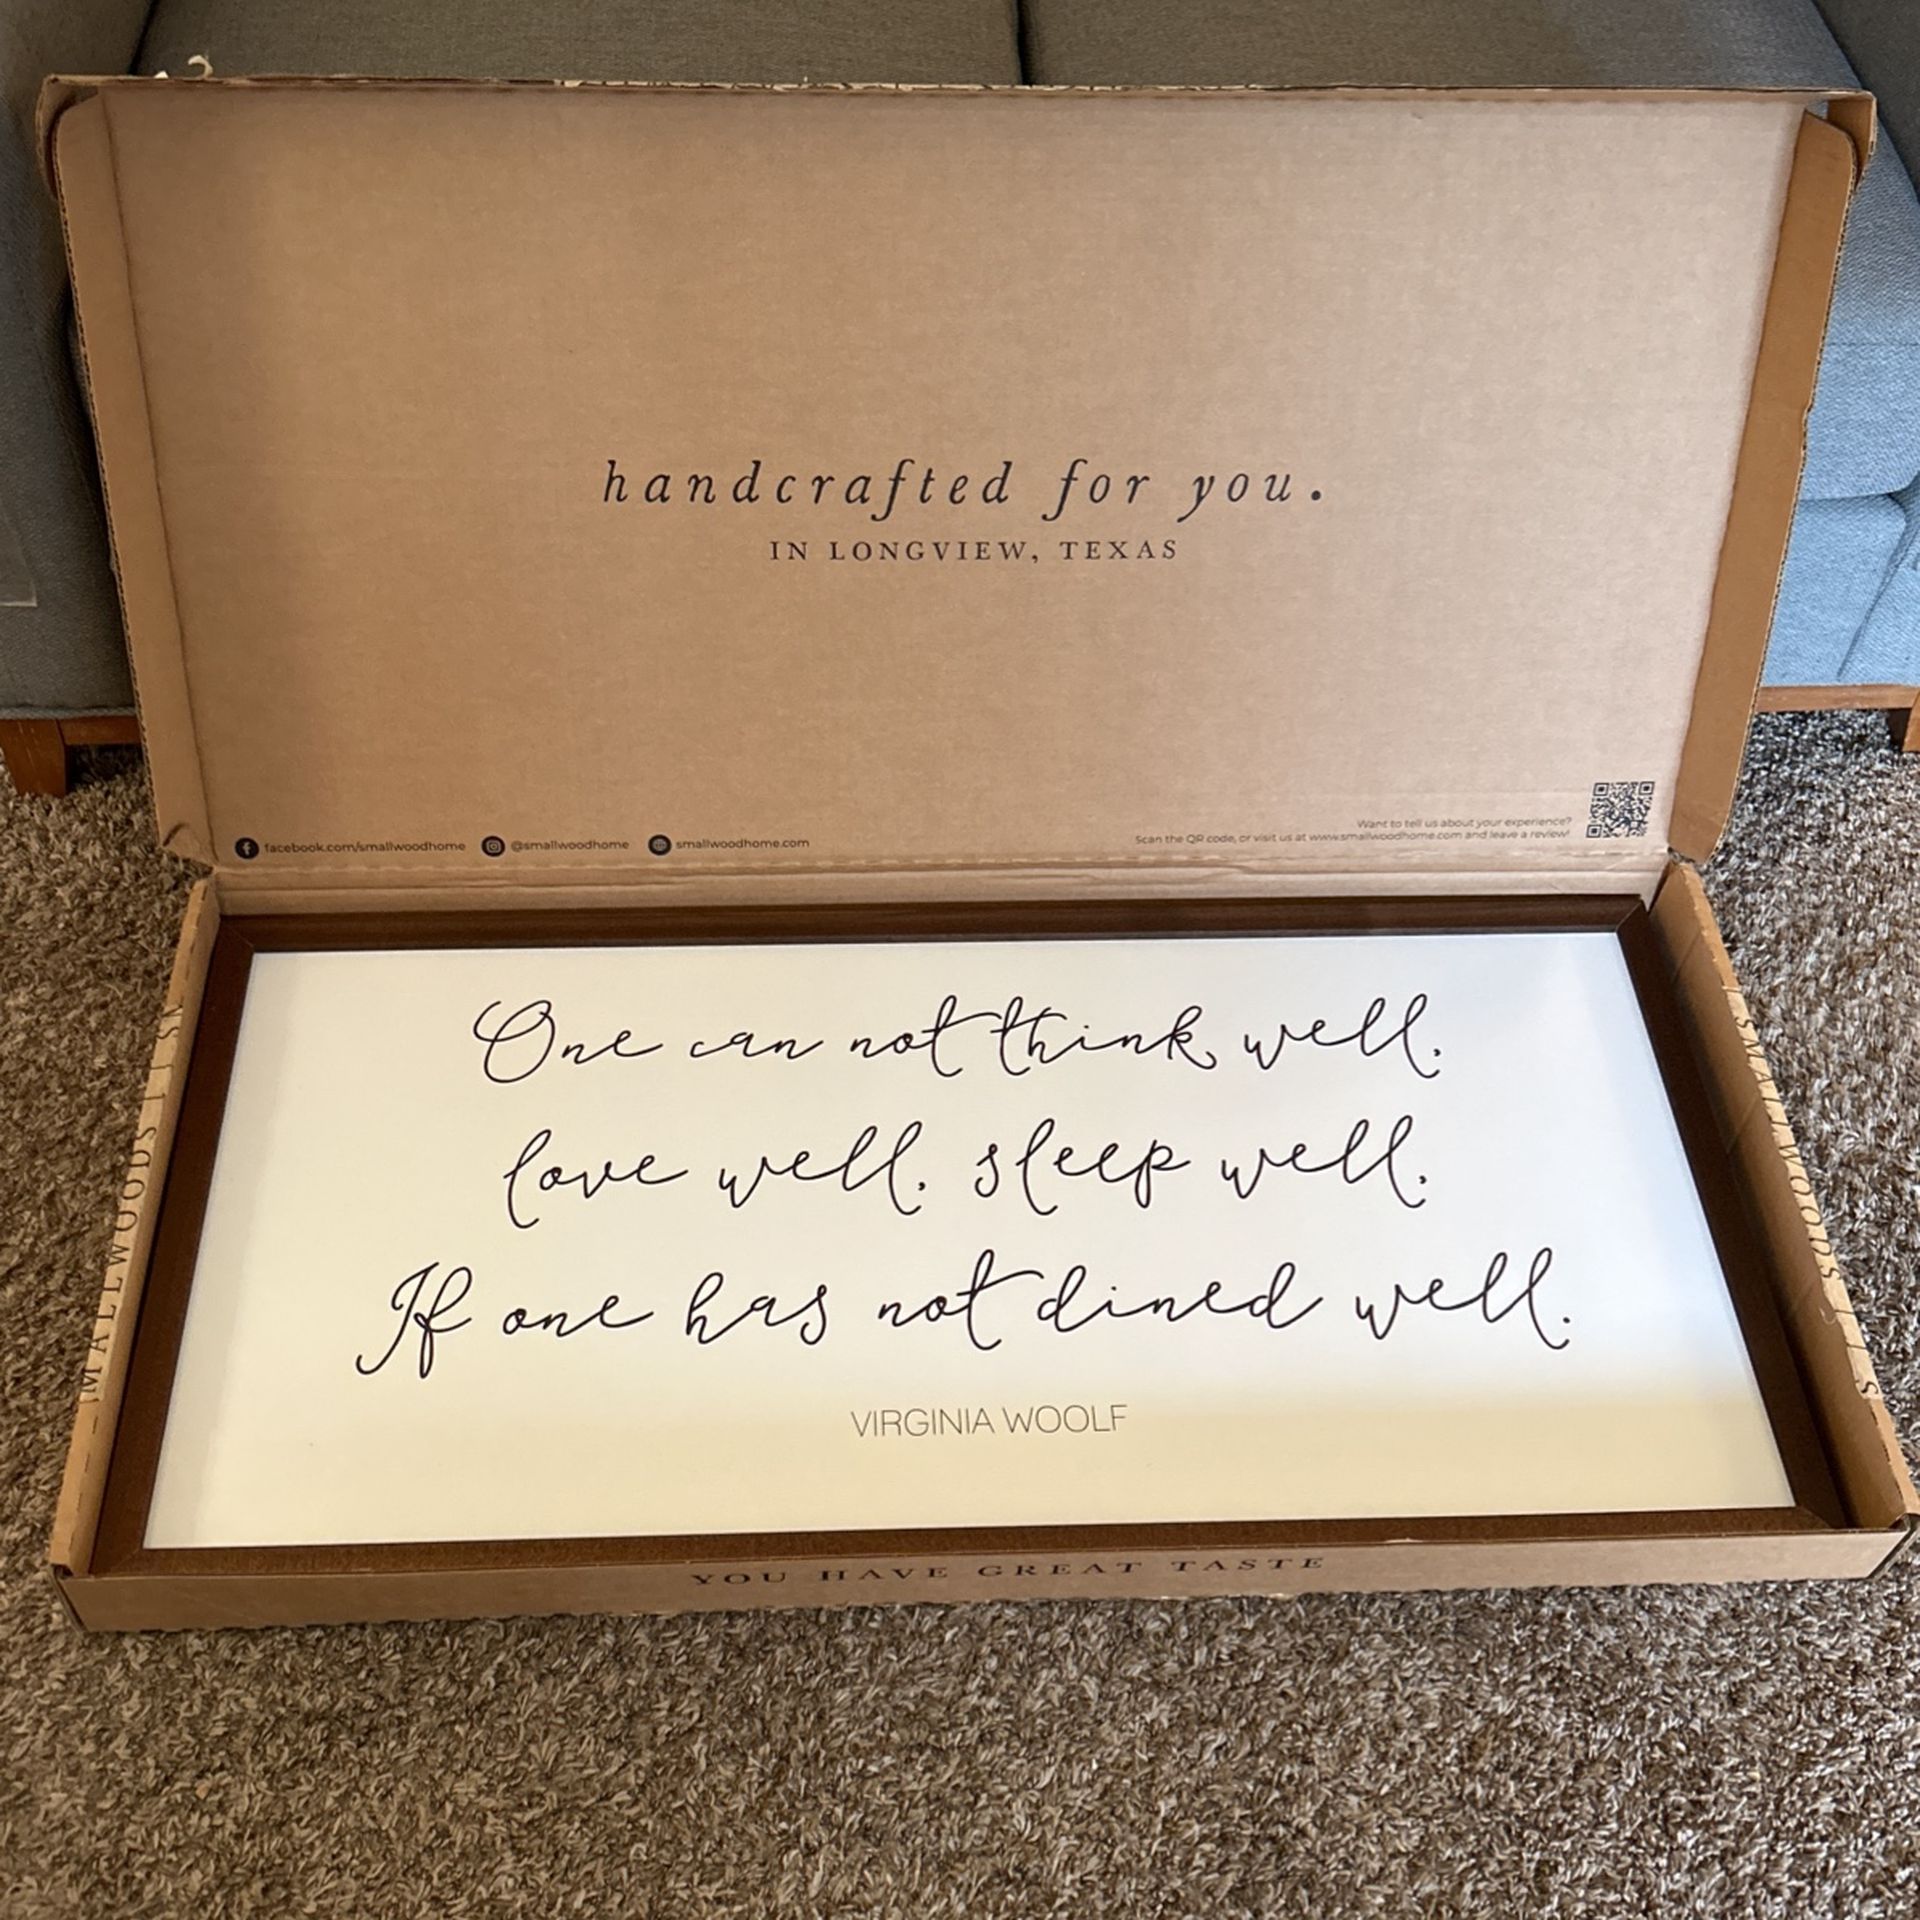 handcrafted for you.
IN LONGVIEW, TEXAS
facebook.com/smallwoodhome
@smallwoodhome
smallwoodhome.com
Want to tell us about your experience?
Scan the QR code, or visit us at www.smallwoodhome.com and leave a review!
One can not think well,
love well, sleep well,
If one has not dined well.
VIRGINIA WOOLF
YOU HAVE GREAT TASTE
SMALLWOODS